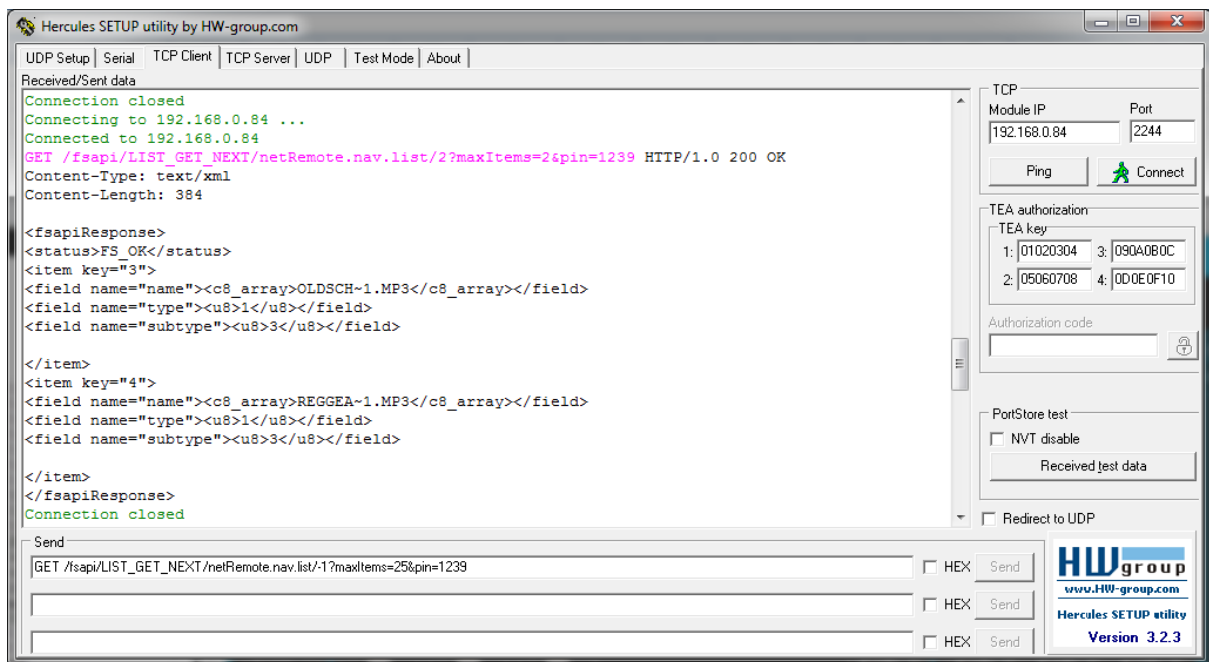 Hercules SETUP utility by HW-group.com
UDP Setup Serial TCP Client TCP Server UDP Test Mode About
Received/Sent data
Connection closed
Connecting to 192.168.0.84 ...
Connected to 192.168.0.84
GET /fsapi/LIST_GET_NEXT/netRemote.nav.list/2?maxItems=2&pin=1239 HTTP/1.0 200 OK
Content-Type: text/xml
Content-Length: 384
<fsapiResponse>
<status>FS_OK</status>
<item key="3">
<field name="name"><c8_array>OLDSCH~1.MP3</c8_array></field>
<field name="type"><u8>1</u8></field>
<field name="subtype"><u8>3</u8></field>
</item>
<item key="4">
<field name="name"><c8_array>REGGEA~1.MP3</c8_array></field>
<field name="type"><u8>1</u8></field>
<field name="subtype"><u8>3</u8></field>
</item>
</fsapiResponse>
Connection closed
TCP
Module IP Port
192.168.0.84 2244
Ping Connect
TEA authorization
TEA key
1: 01020304 3: 090A0B0C
2: 05060708 4: 0D0E0F10
Authorization code
PortStore test
NVT disable
Received test data
Redirect to UDP
Send
GET /fsapi/LIST_GET_NEXT/netRemote.nav.list/-1?maxItems=25&pin=1239 HEX Send
HEX Send
HEX Send
HW group
www.HW-group.com
Hercules SETUP utility
Version 3.2.3